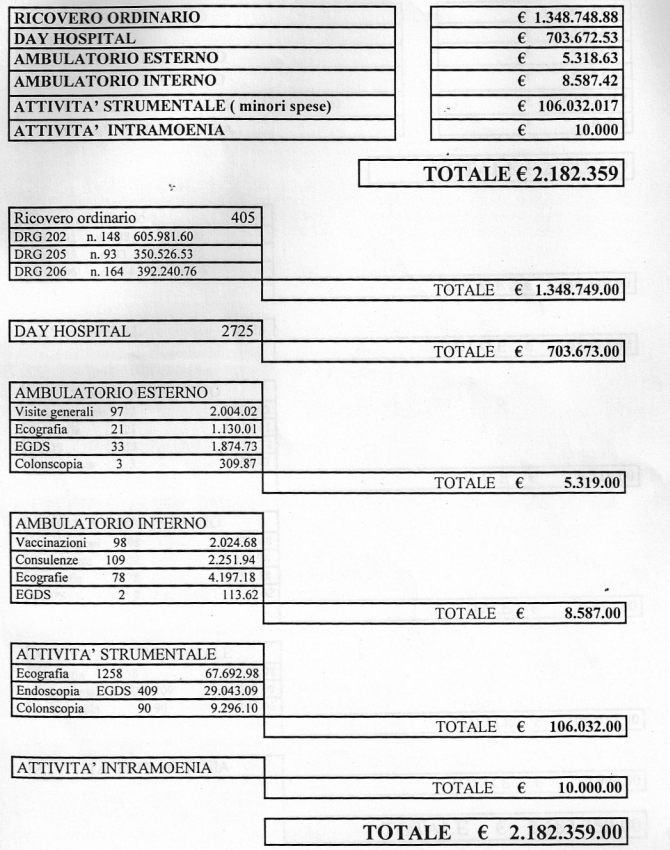 RICOVERO ORDINARIO € 1.348.748.88
DAY HOSPITAL € 703.672.53
AMBULATORIO ESTERNO € 5.318.63
AMBULATORIO INTERNO € 8.587.42
ATTIVITA' STRUMENTALE ( minori spese) € 106.032.017
ATTIVITA' INTRAMOENIA € 10.000
TOTALE € 2.182.359
Ricovero ordinario 405
DRG 202 n. 148 605.981.60
DRG 205 n. 93 350.526.53
DRG 206 n. 164 392.240.76
TOTALE € 1.348.749.00
DAY HOSPITAL 2725
TOTALE € 703.673.00
AMBULATORIO ESTERNO
Visite generali 97 2.004.02
Ecografia 21 1.130.01
EGDS 33 1.874.73
Colonscopia 3 309.87
TOTALE € 5.319.00
AMBULATORIO INTERNO
Vaccinazioni 98 2.024.68
Consulenze 109 2.251.94
Ecografie 78 4.197.18
EGDS 2 113.62
TOTALE € 8.587.00
ATTIVITA' STRUMENTALE
Ecografia 1258 67.692.98
Endoscopia EGDS 409 29.043.09
Colonscopia 90 9.296.10
TOTALE € 106.032.00
ATTIVITA' INTRAMOENIA
TOTALE € 10.000.00
TOTALE € 2.182.359.00